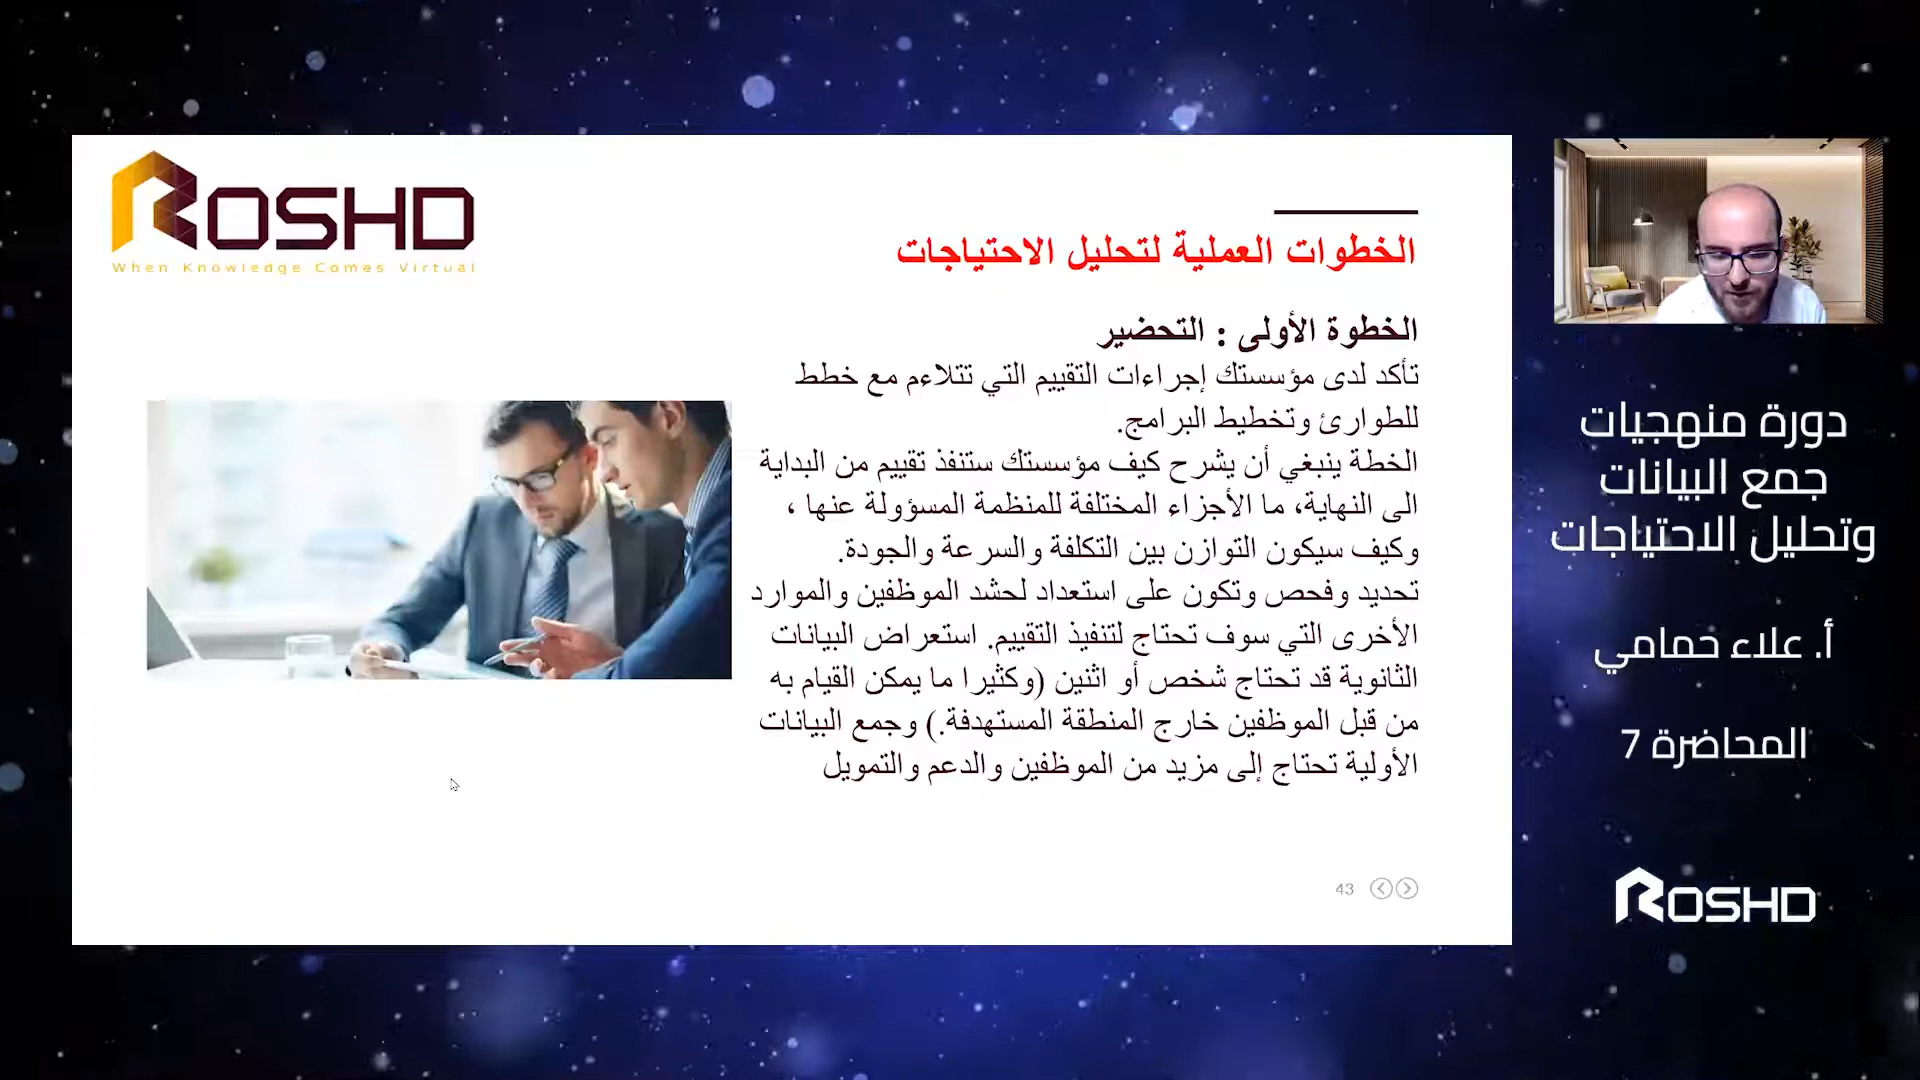 ROSHD
When Knowledge Comes Virtual
الخطوات العملية لتحليل الاحتياجات
الخطوة الأولى : التحضير
تأكد لدى مؤسستك إجراءات التقييم التي تتلاءم مع خطط
للطوارئ وتخطيط البرامج.
الخطة ينبغي أن يشرح كيف مؤسستك ستنفذ تقييم من البداية
الى النهاية، ما الأجزاء المختلفة للمنظمة المسؤولة عنها ،
وكيف سيكون التوازن بين التكلفة والسرعة والجودة.
تحديد وفحص وتكون على استعداد لحشد الموظفين والموارد
الأخرى التي سوف تحتاج لتنفيذ التقييم. استعراض البيانات
الثانوية قد تحتاج شخص أو اثنين (وكثيرا ما يمكن القيام به
من قبل الموظفين خارج المنطقة المستهدفة.) وجمع البيانات
الأولية تحتاج إلى مزيد من الموظفين والدعم والتمويل
43
دورة منهجيات
جمع البيانات
وتحليل الاحتياجات
أ. علاء حمامي
المحاضرة 7
ROSHD